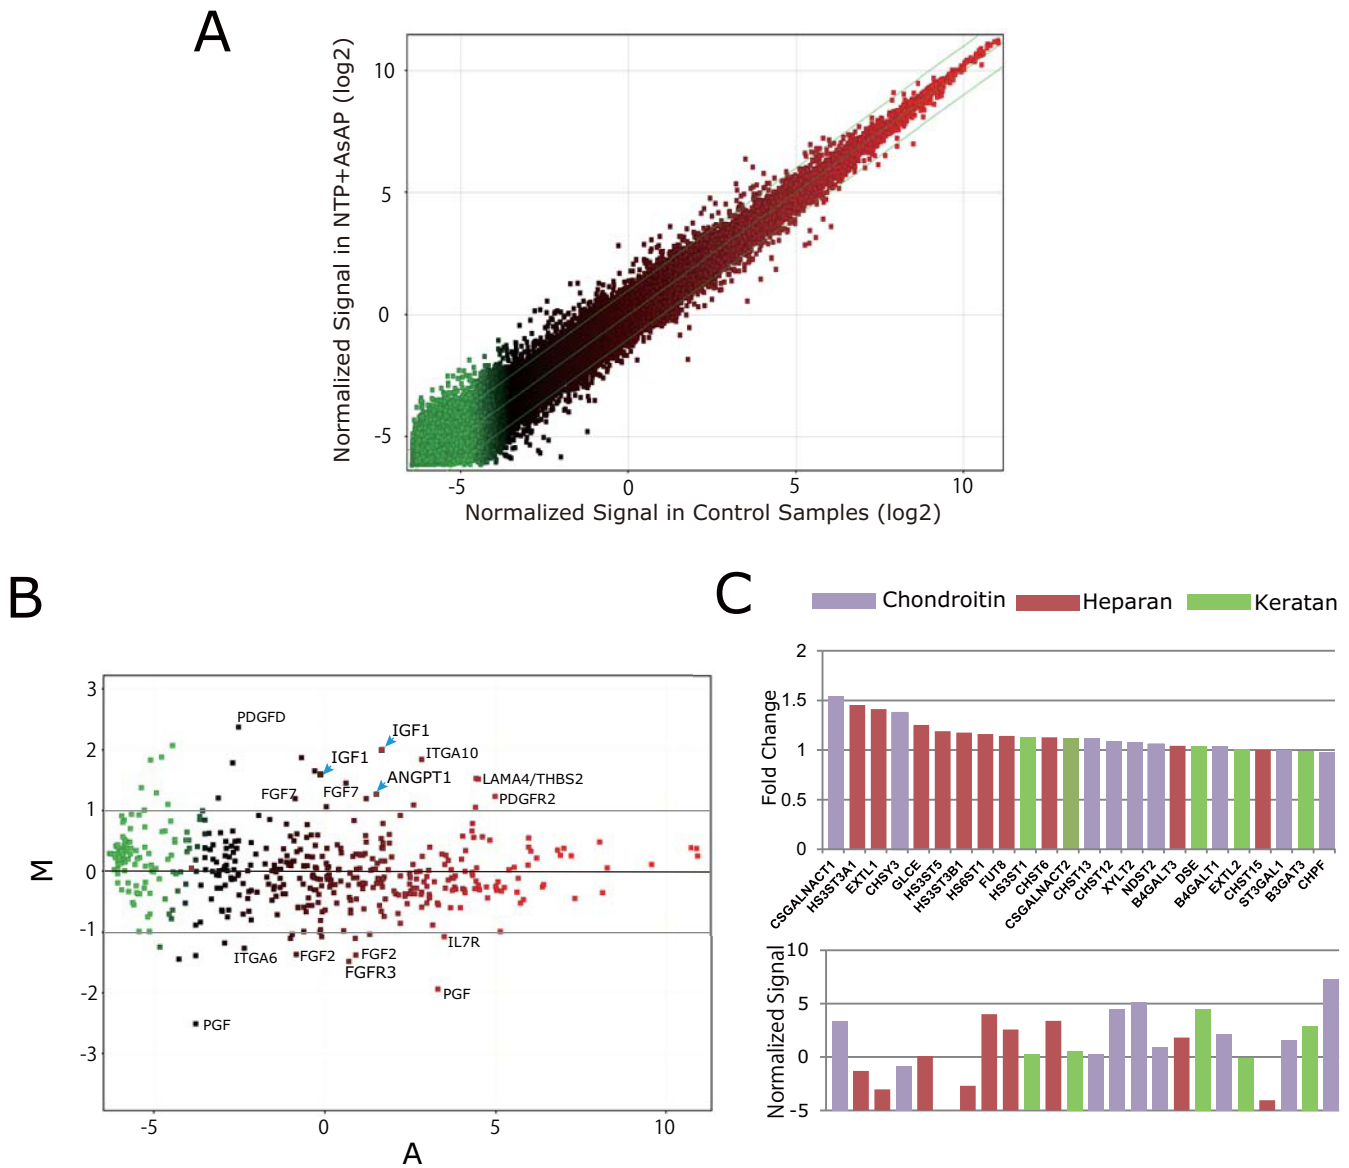 A
Normalized Signal in NTP+AsAP (log2)
10
5
0
-5
-5
0
5
10
Normalized Signal in Control Samples (log2)
B
3
2
1
0
-1
-2
-3
M
PDGFD
IGF1
IGF1
ITGA10
ANGPT1
LAMA4/THBS2
FGF7
FGF7
PDGFR2
IL7R
ITGA6
FGF2
FGF2
FGFR3
PGF
PGF
-5
0
5
10
A
C
Chondroitin
Heparan
Keratan
Fold Change
2
1.5
1
0.5
0
CSGALNACT1
HS3ST3A1
EXTL1
CHSY3
GLCE
HS3ST5
HS3ST3B1
HS6ST1
FUT8
HS3ST1
CHST6
CSGALNACT2
CHST13
CHST12
XYLT2
NDST2
B4GALT3
DSE
B4GALT1
EXTL2
CHST15
ST3GAL1
B3GAT3
CHPF
Normalized Signal
10
5
0
-5